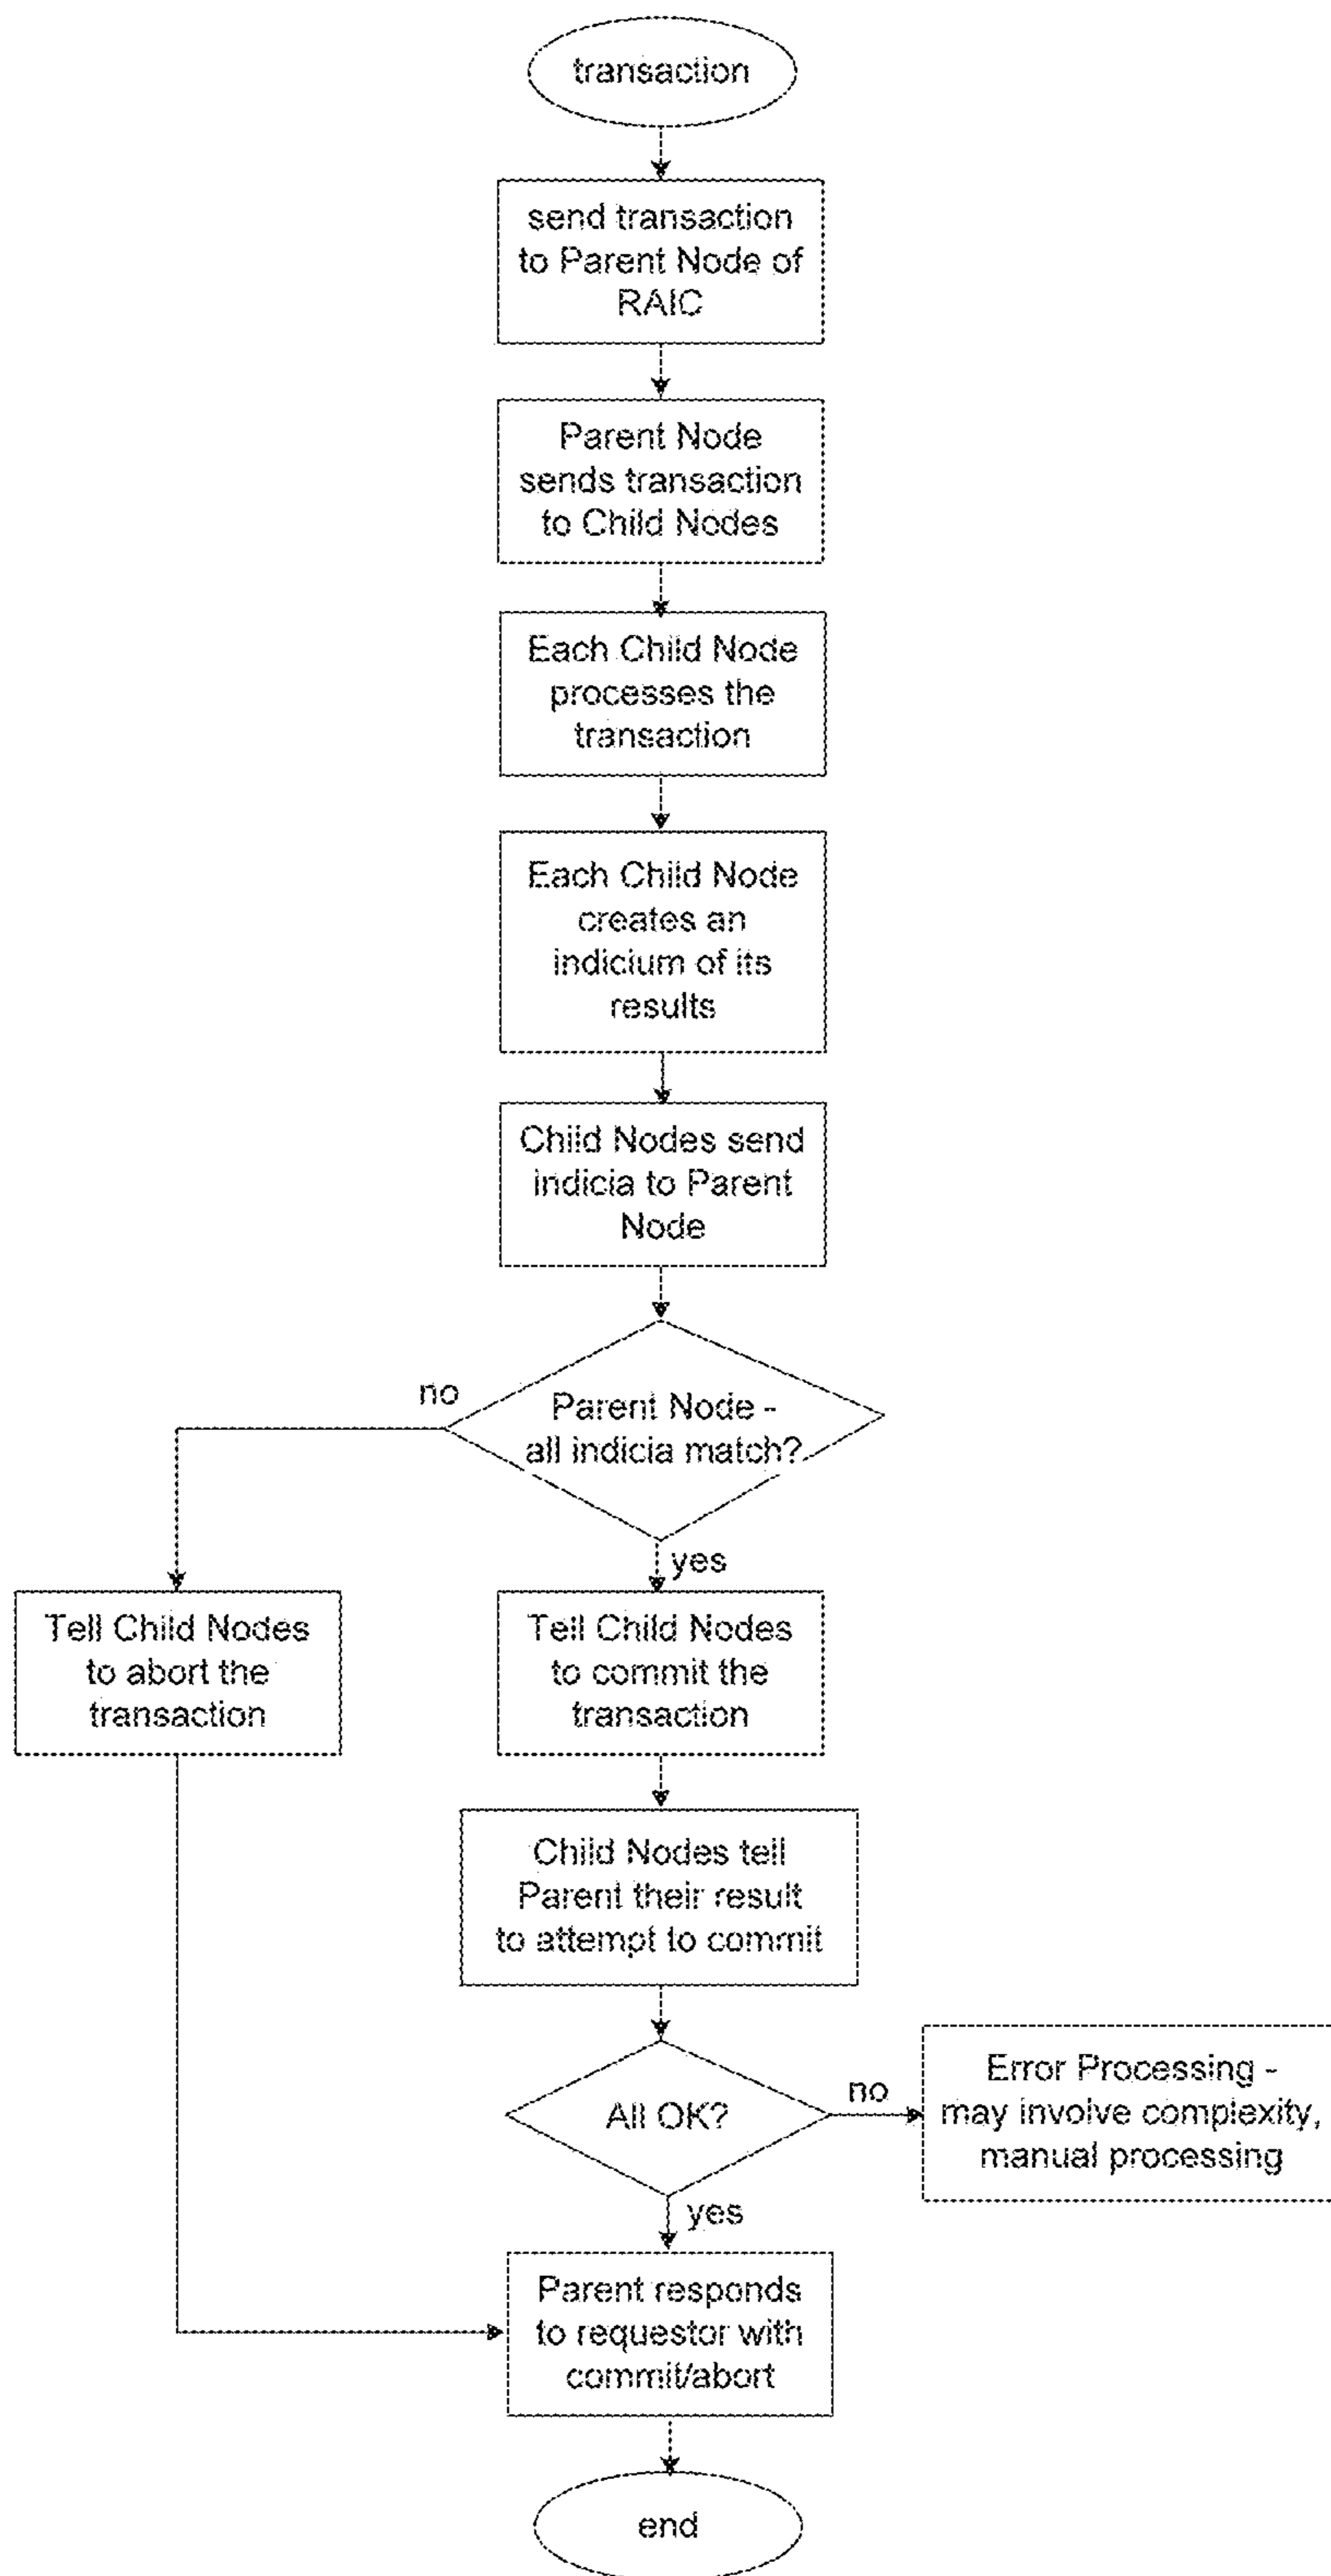 transaction
send transaction
to Parent Node of
RAIC
Parent Node
sends transaction
to Child Nodes
Each Child Node
processes the
transaction
Each Child Node
creates an
indicium of its
results
Child Nodes send
indicia to Parent
Node
no
Parent Node -
all indicia match?
yes
Tell Child Nodes
to abort the
transaction
Tell Child Nodes
to commit the
transaction
Child Nodes tell
Parent their result
to attempt to commit
All OK?
no
Error Processing -
may involve complexity,
manual processing
yes
Parent responds
to requestor with
commit/abort
end